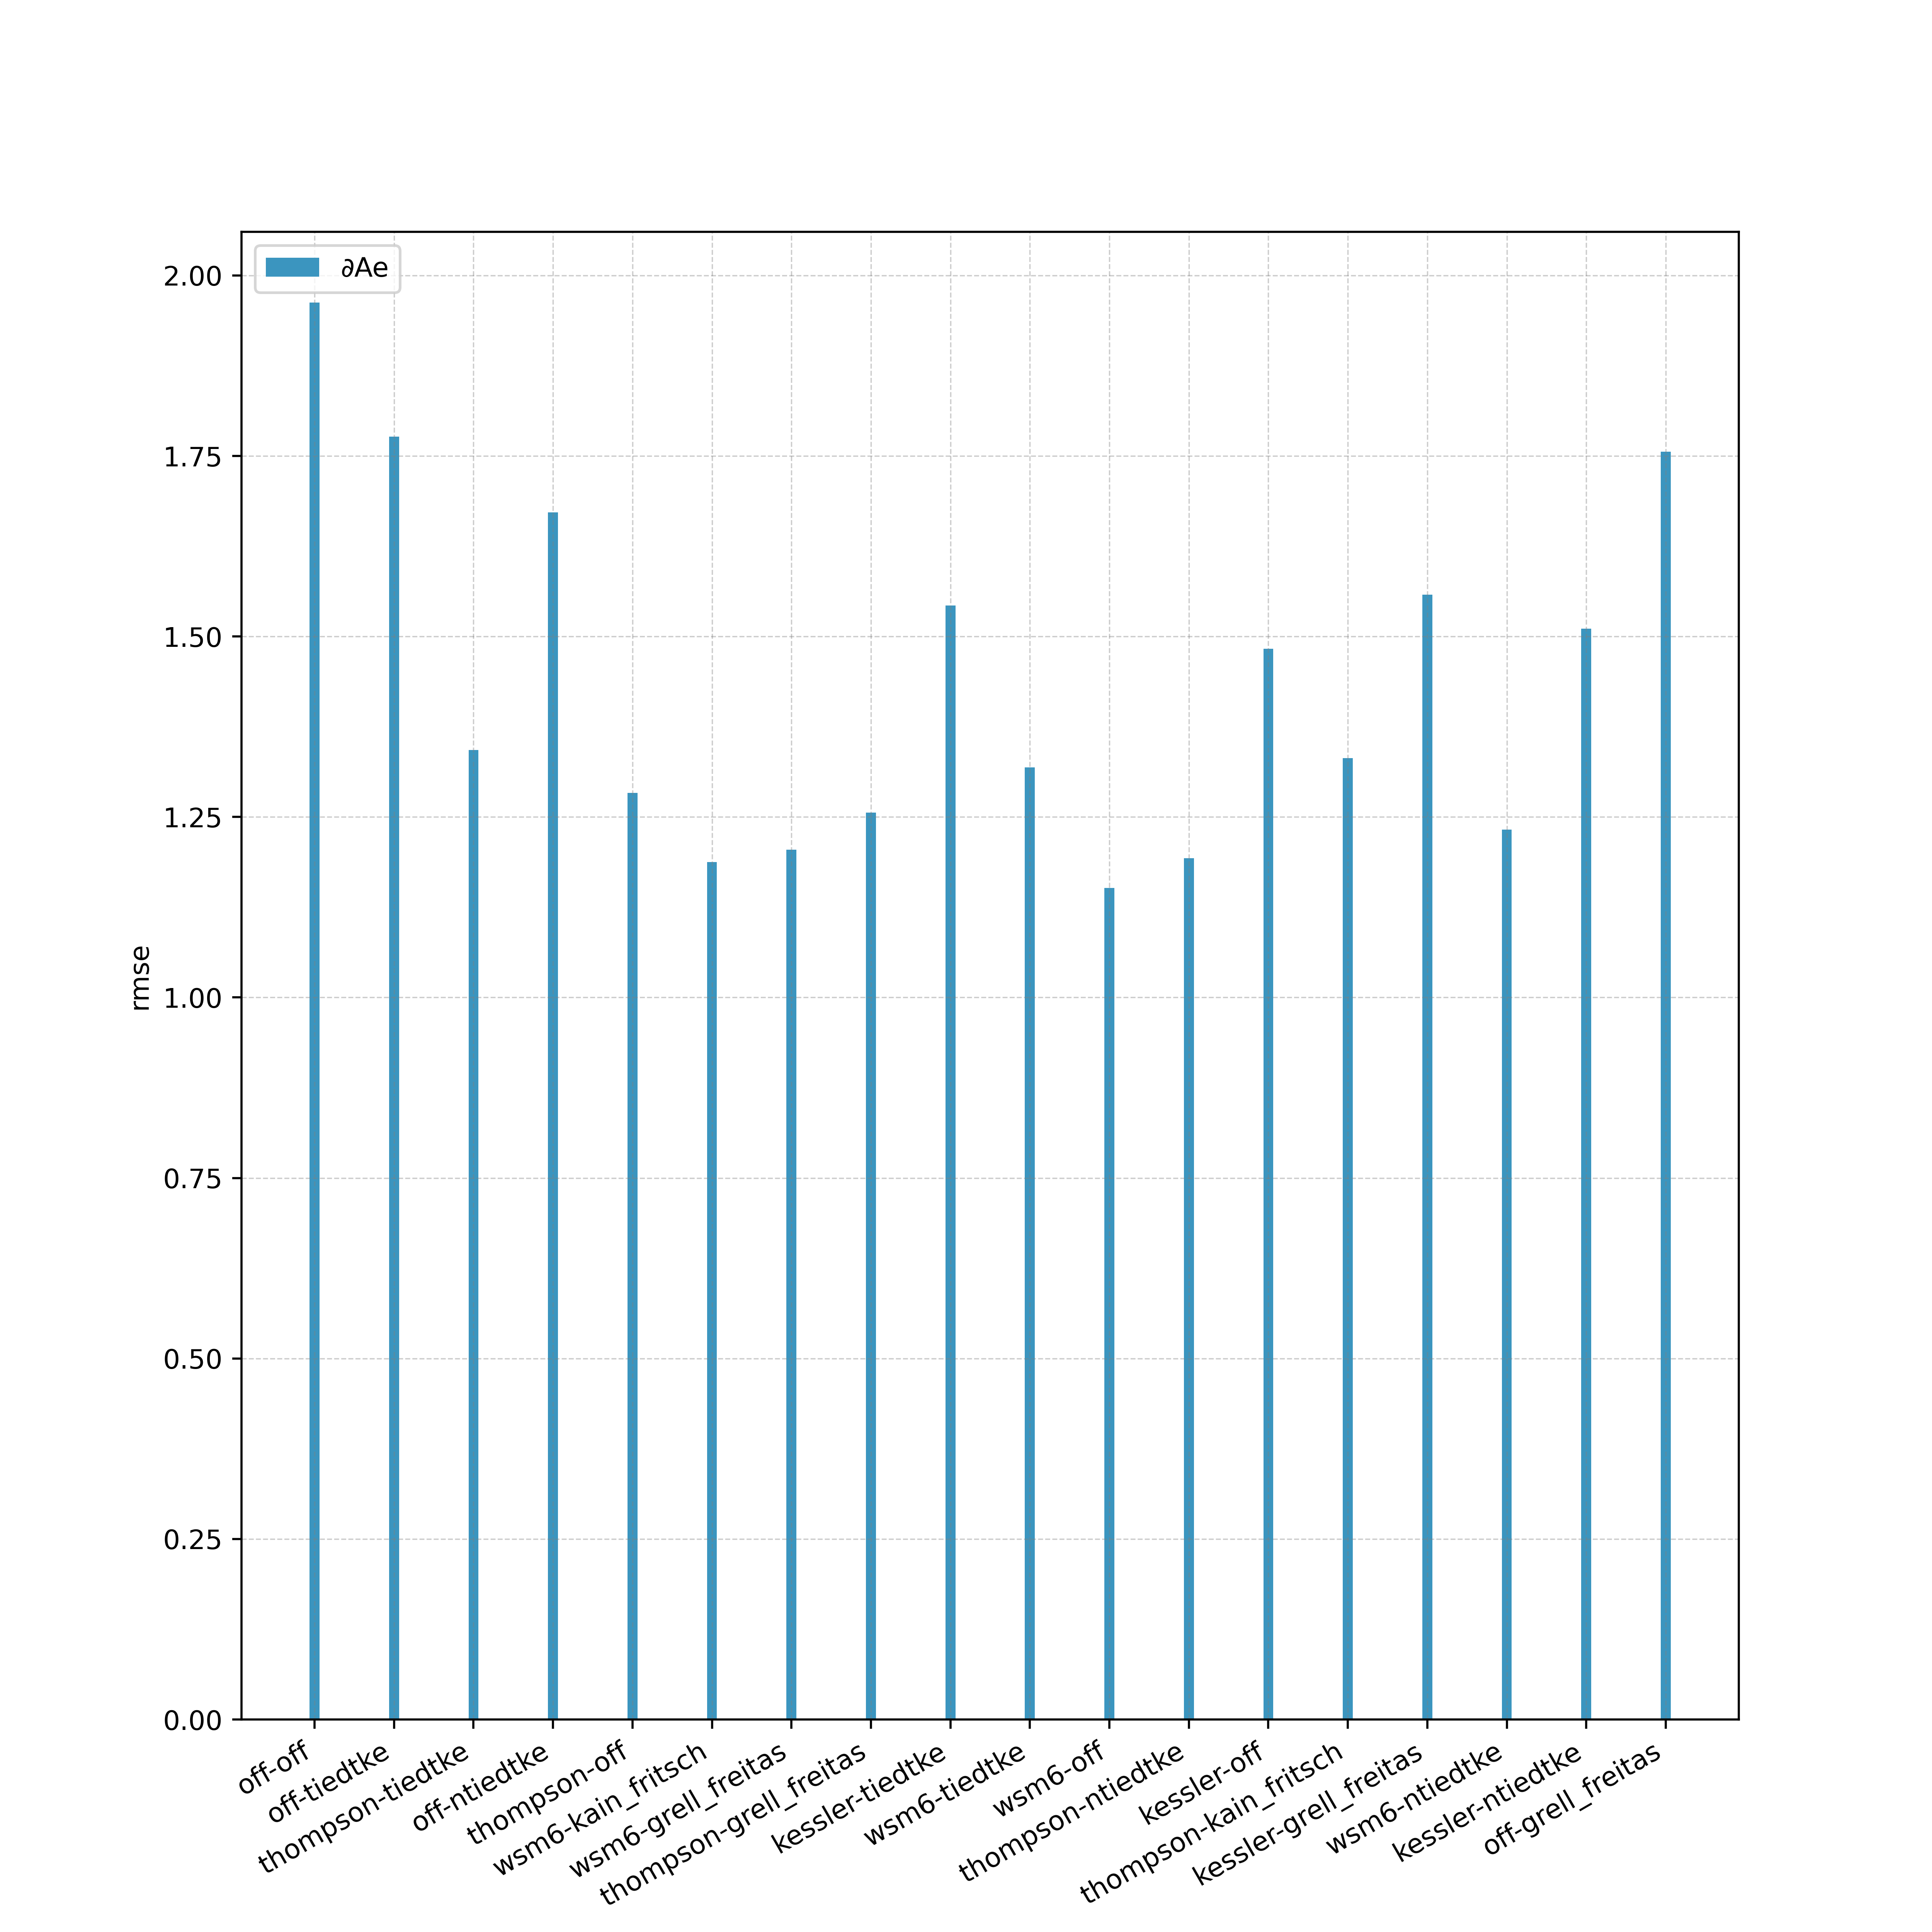 ∂Ae
2.00
1.75
1.50
1.25
1.00
0.75
0.50
0.25
0.00
rmse
off-off
off-tiedtke
thompson-tiedtke
off-ntiedtke
thompson-off
wsm6-kain_fritsch
wsm6-grell_freitas
thompson-grell_freitas
kessler-tiedtke
wsm6-tiedtke
wsm6-off
thompson-ntiedtke
kessler-off
thompson-kain_fritsch
kessler-grell_freitas
wsm6-ntiedtke
kessler-ntiedtke
off-grell_freitas